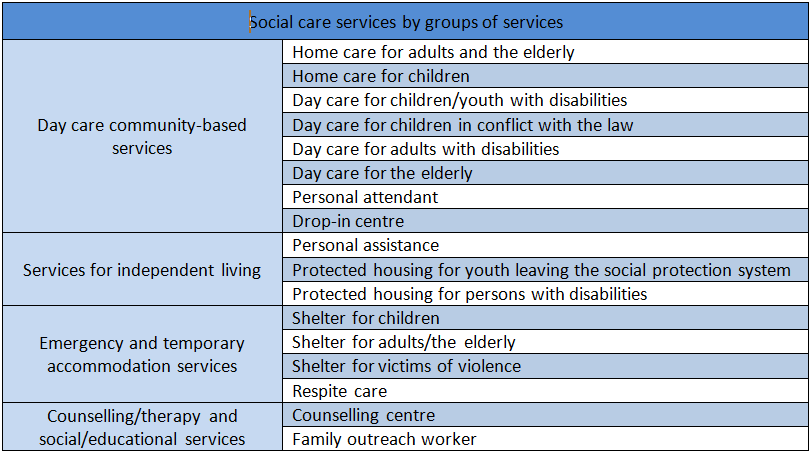 Social care services by groups of services
Day care community-based
services
Home care for adults and the elderly
Home care for children
Day care for children/youth with disabilities
Day care for children in conflict with the law
Day care for adults with disabilities
Day care for the elderly
Personal attendant
Drop-in centre
Services for independent living
Personal assistance
Protected housing for youth leaving the social protection system
Protected housing for persons with disabilities
Emergency and temporary
accommodation services
Shelter for children
Shelter for adults/the elderly
Shelter for victims of violence
Respite care
Counselling/therapy and
social/educational services
Counselling centre
Family outreach worker